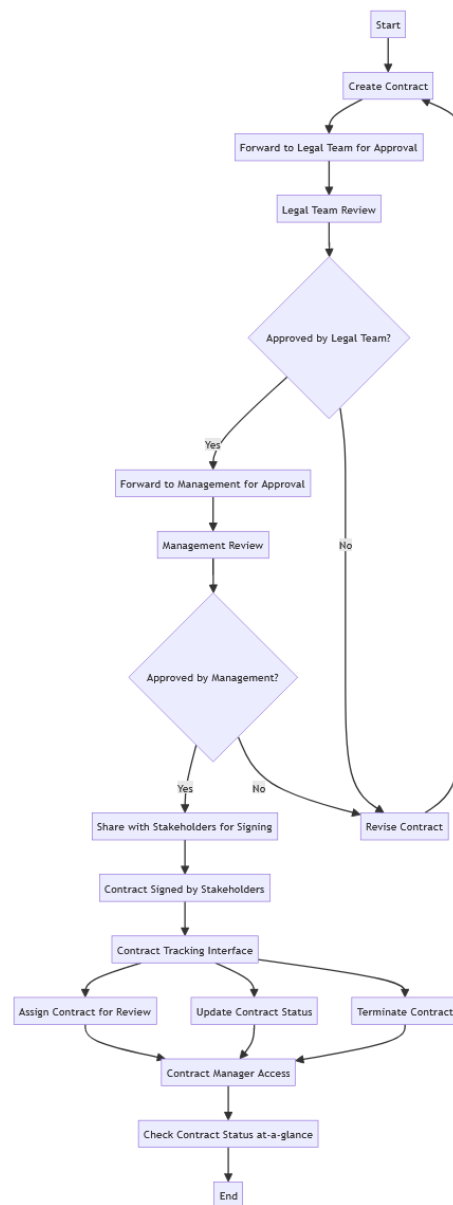 Start
Create Contract
Forward to Legal Team for Approval
Legal Team Review
Approved by Legal Team?
Yes
Forward to Management for Approval
Management Review
No
Approved by Management?
Yes
No
Share with Stakeholders for Signing
Revise Contract
Contract Signed by Stakeholders
Contract Tracking Interface
Assign Contract for Review
Update Contract Status
Terminate Contract
Contract Manager Access
Check Contract Status at-a-glance
End